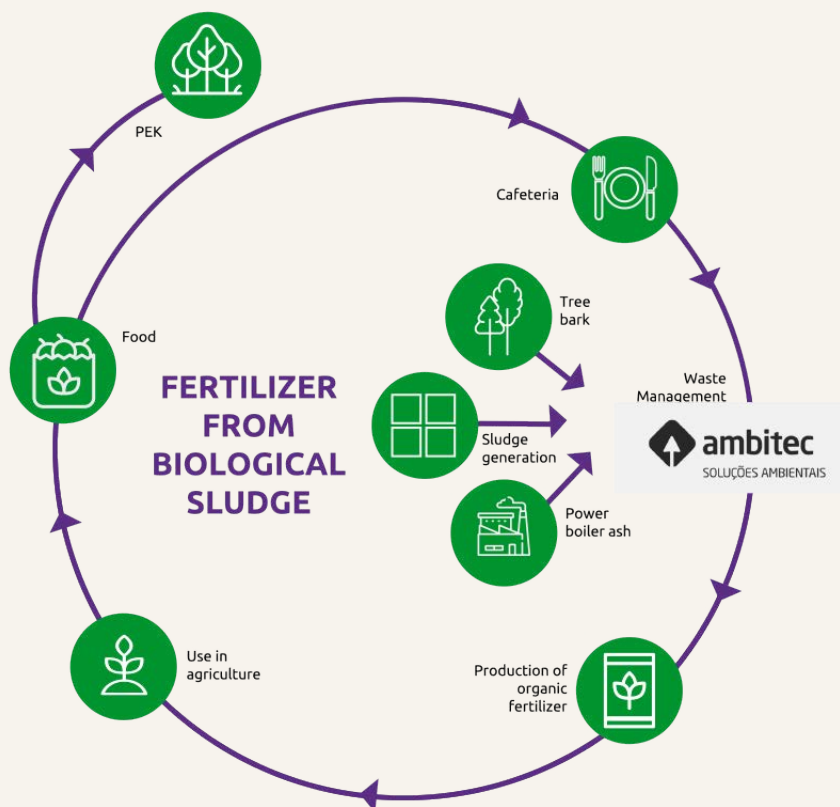 PEK
Cafeteria
Tree
bark
Food
Waste
Management
FERTILIZER
FROM
BIOLOGICAL
SLUDGE
Sludge
generation
ambitec
SOLUÇÕES AMBIENTAIS
Power
boiler ash
Use in
agriculture
Production of
organic
fertilizer